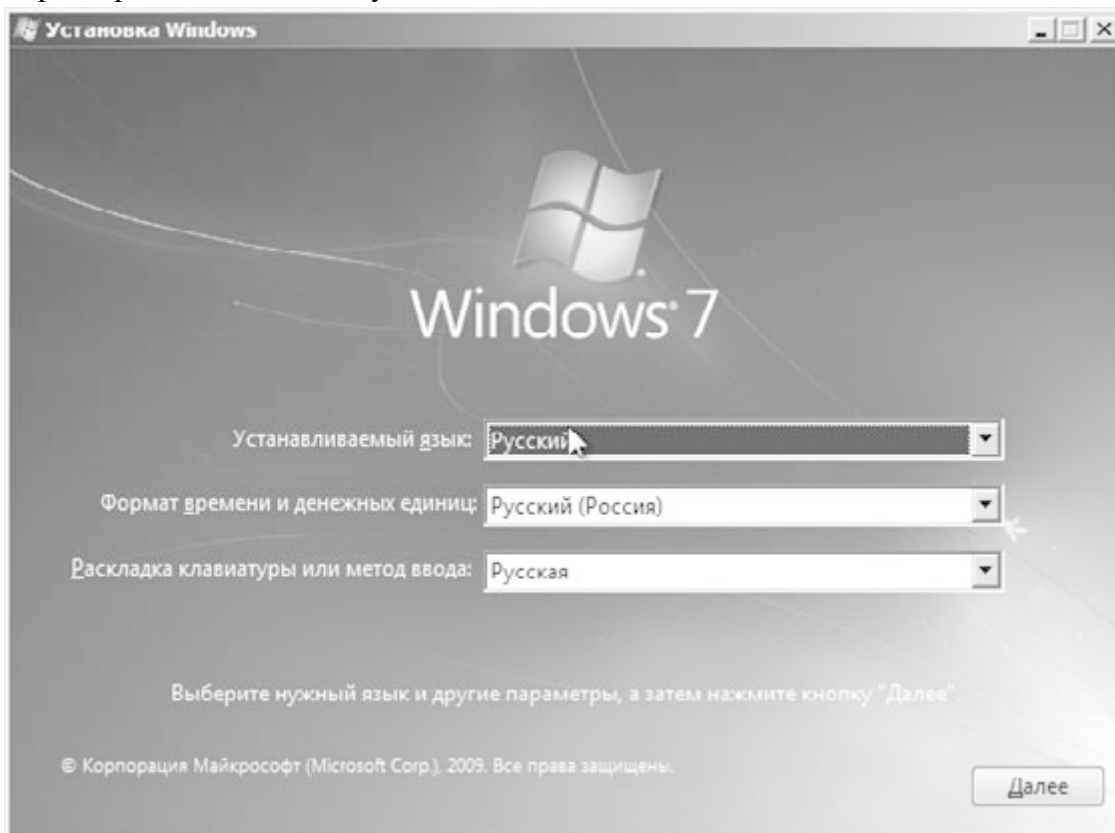 Установка Windows
Windows 7
Устанавливаемый язык: Русский
Формат времени и денежных единиц: Русский (Россия)
Раскладка клавиатуры или метод ввода: Русская
Выберите нужный язык и другие параметры, а затем нажмите кнопку "Далее".
© Корпорация Майкрософт (Microsoft Corp.), 2009. Все права защищены.
Далее